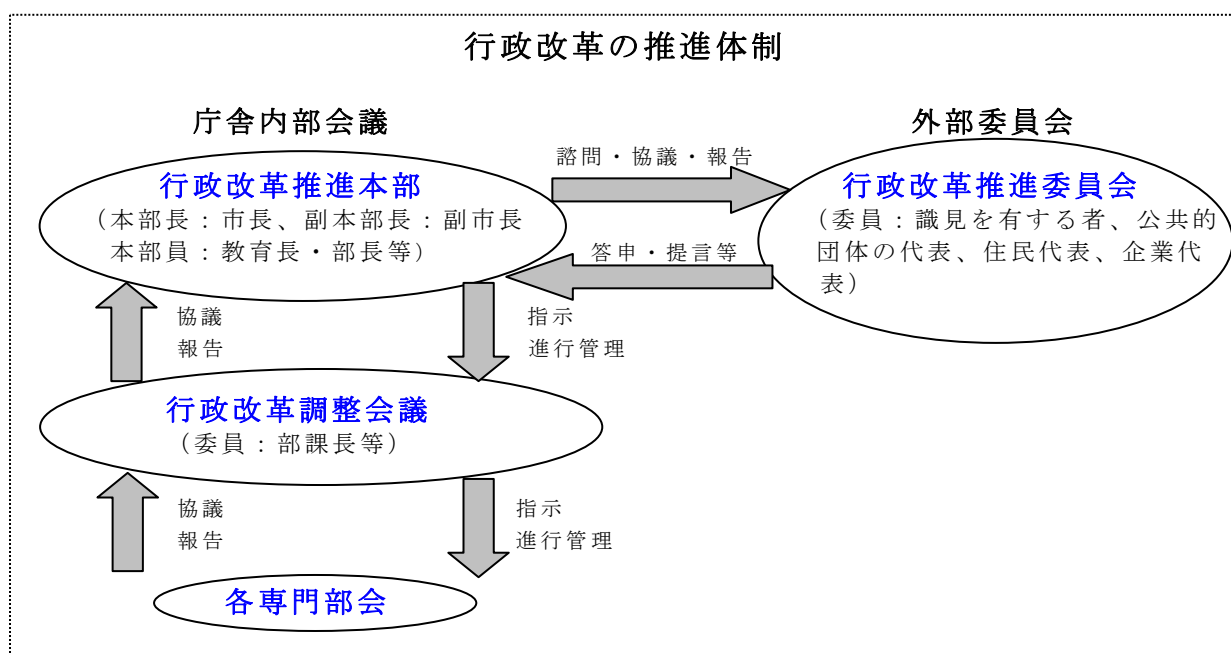 行政改革の推進体制
庁舎内部会議
外部委員会
諮問・協議・報告
行政改革推進本部
(本部長：市長、副本部長：副市長
本部員：教育長・部長等)
行政改革推進委員会
(委員：識見を有する者、公共的
団体の代表、住民代表、企業代
表)
答申・提言等
協議
報告
指示
進行管理
行政改革調整会議
(委員：部課長等)
協議
報告
指示
進行管理
各専門部会